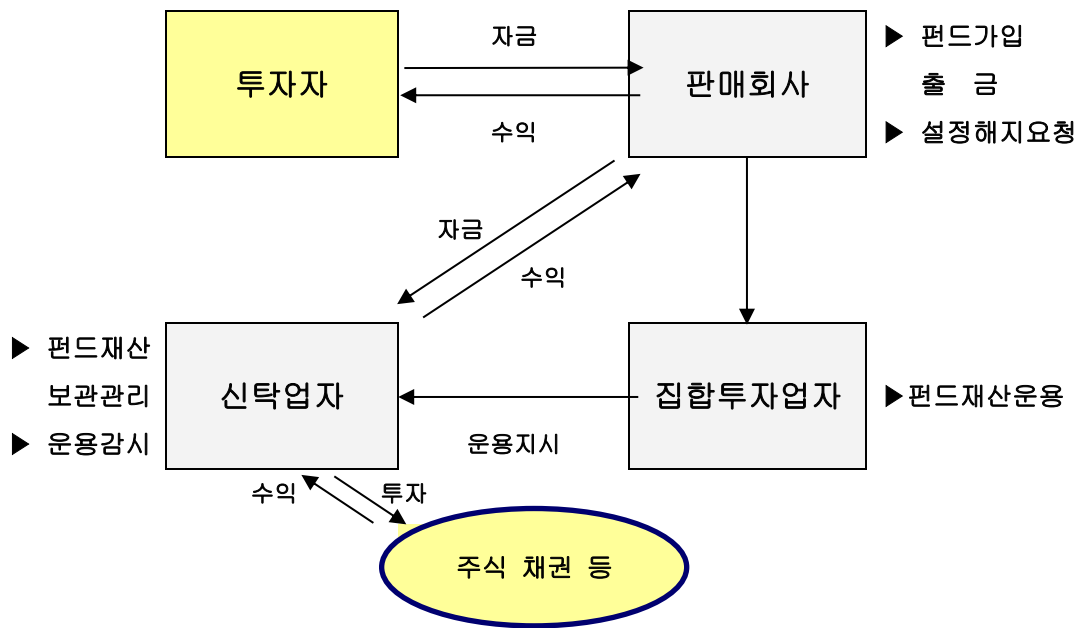 자금
▶ 펀드가입
투자자
판매회사
출 금
수익
▶ 설정해지요청
자금
수익
▶ 펀드재산
보관관리
▶ 운용감시
신탁업자
집합투자업자
▶펀드재산운용
운용지시
수익
투자
주식 채권 등